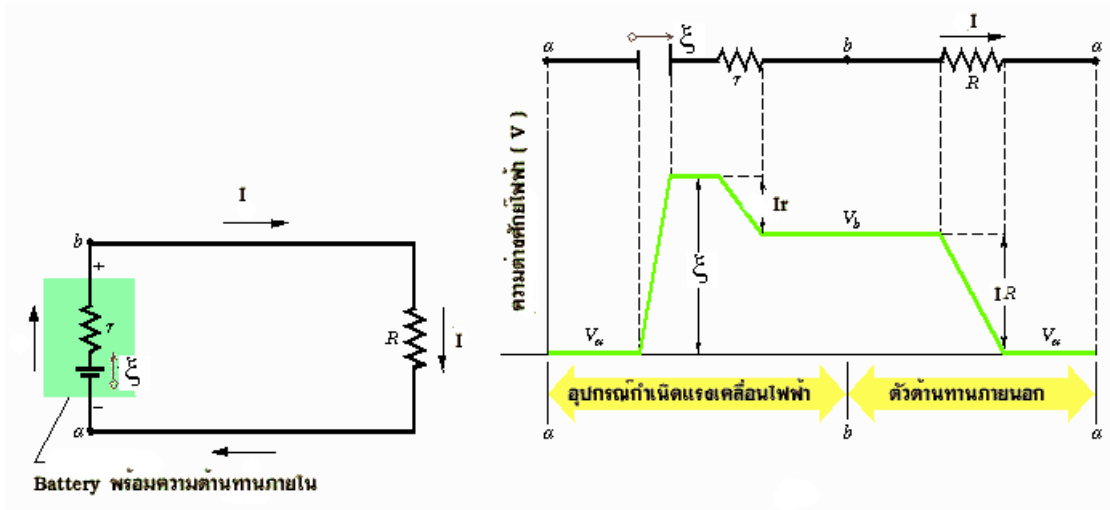 I
b
+
r
ξ
−
a
R
I
Battery พร้อมความต้านทานภายใน
a
ξ
r
b
I
R
a
ความต่างศักย์ไฟฟ้า ( V )
Ir
V_b
ξ
IR
V_a
V_a
อุปกรณ์กำเนิดแรงเคลื่อนไฟฟ้า
ตัวต้านทานภายนอก
a
b
a